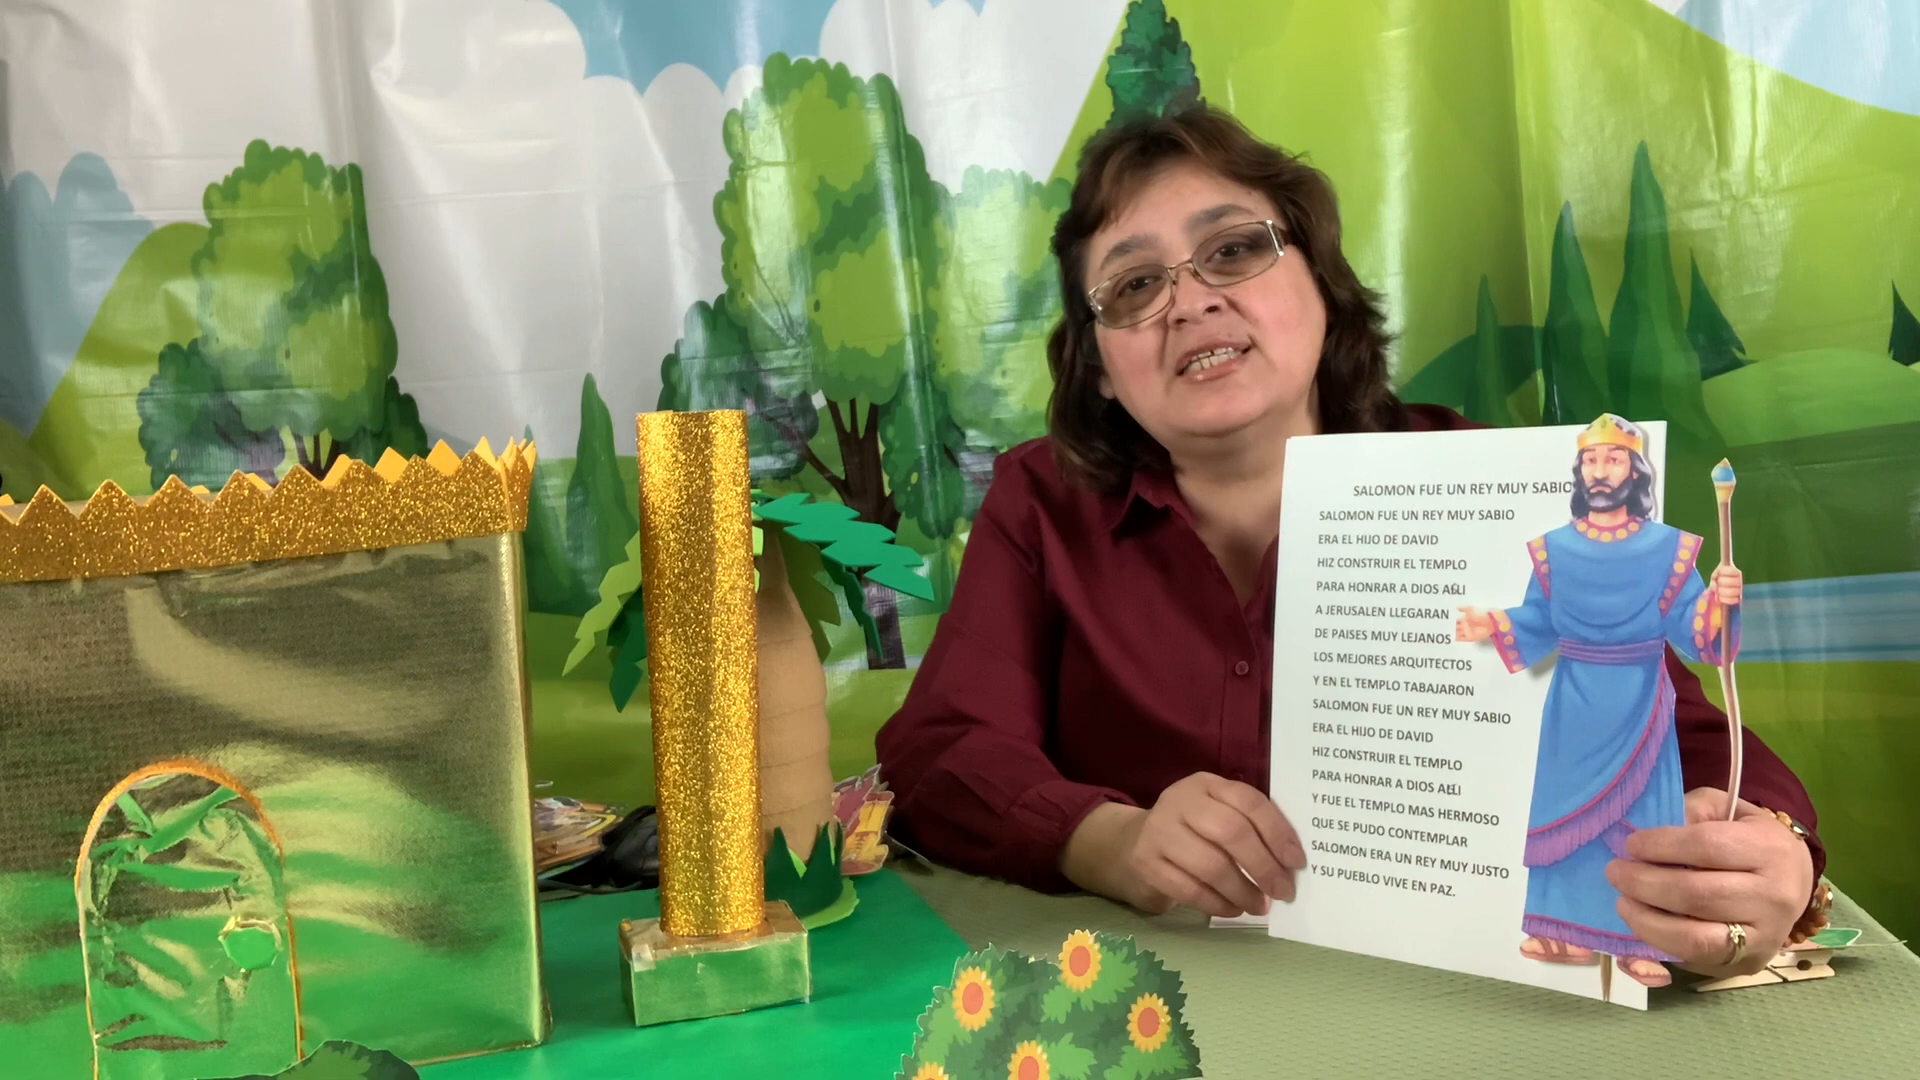 SALOMON FUE UN REY MUY SABIO
SALOMON FUE UN REY MUY SABIO
ERA EL HIJO DE DAVID
HIZ CONSTRUIR EL TEMPLO
PARA HONRAR A DIOS
A JERUSALEN LLEGARAN
DE PAISES MUY LEJANOS
LOS MEJORES ARQUITECTOS
Y EN EL TEMPLO TABAJARON
SALOMON FUE UN REY MUY SABIO
ERA EL HIJO DE DAVID
HIZ CONSTRUIR EL TEMPLO
PARA HONRAR A DIOS
Y FUE EL TEMPLO MAS HERMOSO
QUE SE PUDO CONTEMPLAR
SALOMON ERA UN REY MUY JUSTO
Y SU PUEBLO VIVE EN PAZ.